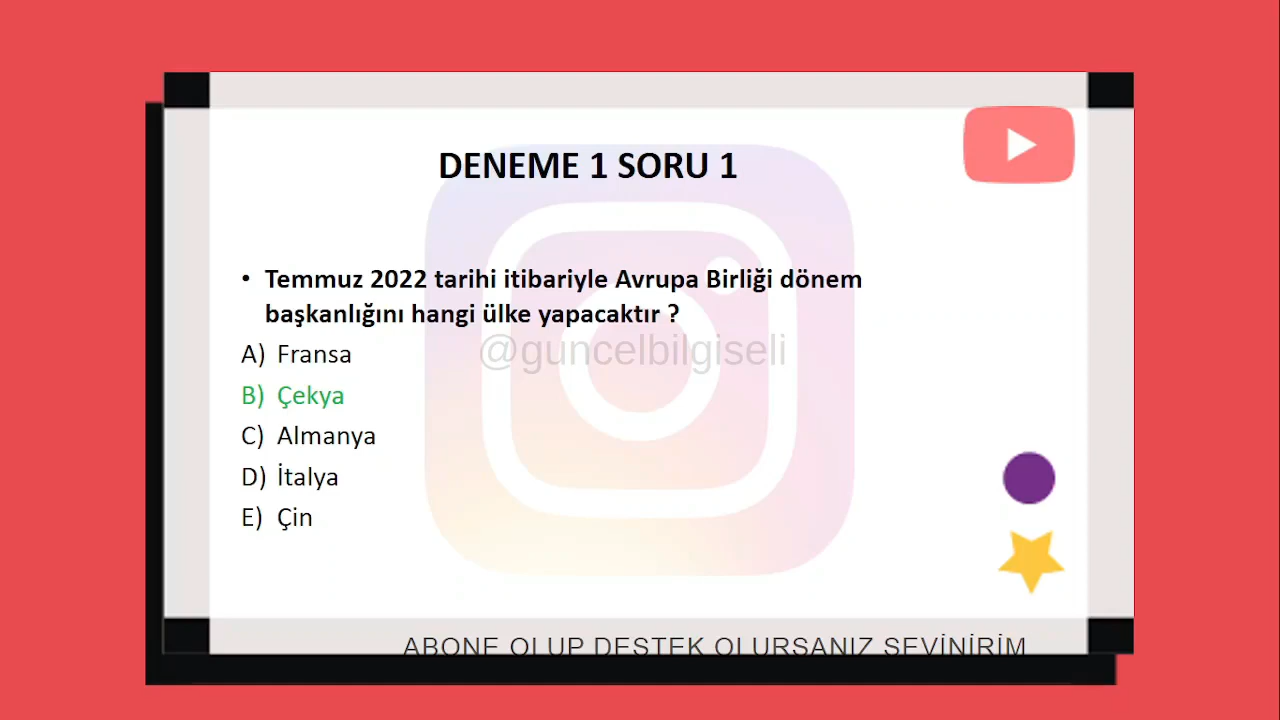 DENEME 1 SORU 1
• Temmuz 2022 tarihi itibariyle Avrupa Birliği dönem
başkanlığını hangi ülke yapacaktır ?
@guncelbilgiseli
A) Fransa
B) Çekya
C) Almanya
D) İtalya
E) Çin
ABONE OLUP DESTEK OLURSANIZ SEVİNİRİM